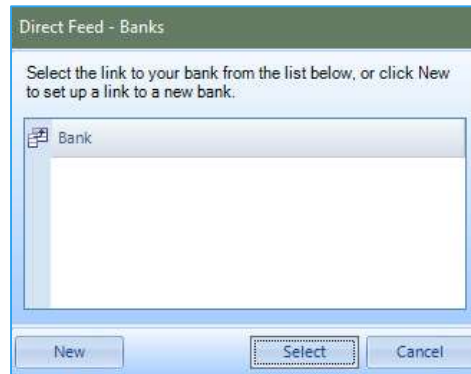 Direct Feed - Banks
Select the link to your bank from the list below, or click New
to set up a link to a new bank.
Bank
New Select Cancel